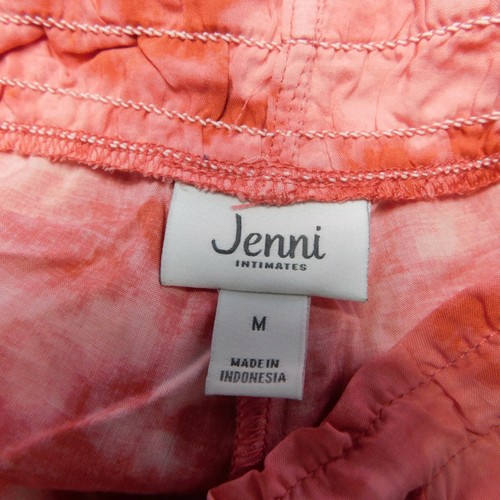 Jenni
INTIMATES
M
MADE IN
INDONESIA